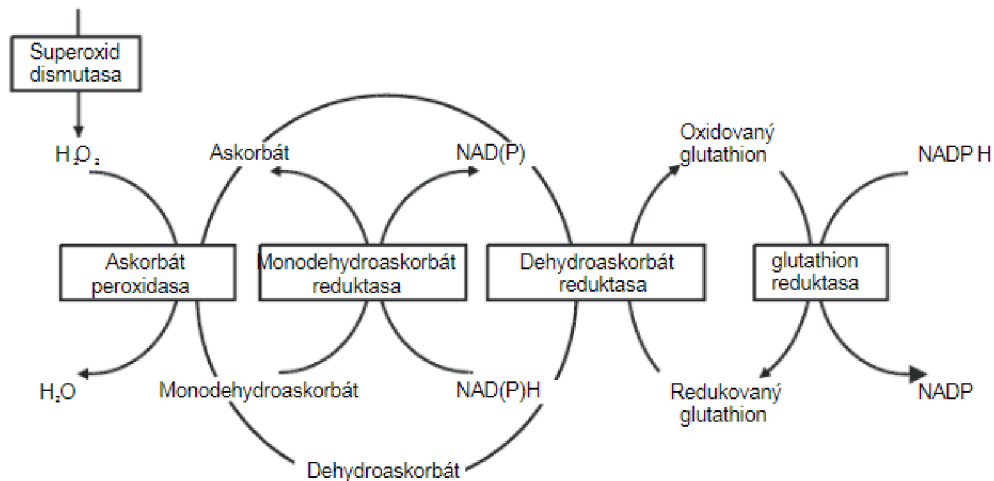 Superoxid
dismutasa
H₂O₂
Askorbát
NAD(P)
Oxidovaný
glutathion
NADP H
Askorbát
peroxidasa
Monodehydroaskorbát
reduktasa
Dehydroaskorbát
reduktasa
glutathion
reduktasa
H₂O
Monodehydroaskorbát
NAD(P)H
Redukovaný
glutathion
NADP
Dehydroaskorbát